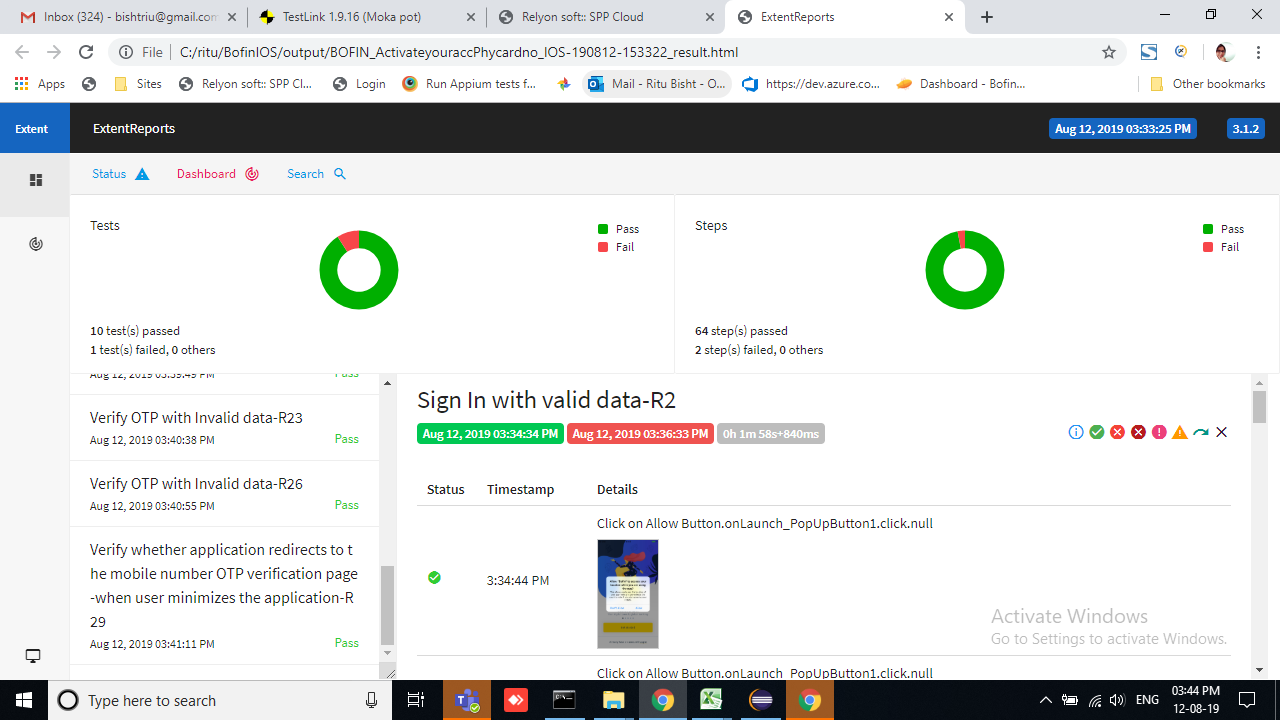 Inbox (324) - bishtriu@gmail.com
TestLink 1.9.16 (Moka pot)
Relyon soft:: SPP Cloud
ExtentReports
File
C:/ritu/BofinIOS/output/BOFIN_ActivateyouraccPhycardno_IOS-190812-153322_result.html
Apps
Sites
Relyon soft:: SPP Cl...
Login
Run Appium tests f...
Mail - Ritu Bisht - O...
https://dev.azure.co...
Dashboard - Bofin...
Other bookmarks
Extent
ExtentReports
Aug 12, 2019 03:33:25 PM
3.1.2
Status
Dashboard
Search
Tests
Pass
Fail
10 test(s) passed
1 test(s) failed, 0 others
Steps
Pass
Fail
64 step(s) passed
2 step(s) failed, 0 others
Aug 12, 2019 03:39:49 PM
Pass
Verify OTP with Invalid data-R23
Aug 12, 2019 03:40:38 PM
Pass
Verify OTP with Invalid data-R26
Aug 12, 2019 03:40:55 PM
Pass
Verify whether application redirects to t
he mobile number OTP verification page
-when user minimizes the application-R
29
Aug 12, 2019 03:41:11 PM
Pass
Sign In with valid data-R2
Aug 12, 2019 03:34:34 PM
Aug 12, 2019 03:36:33 PM
0h 1m 58s+840ms
Status
Timestamp
Details
Click on Allow Button.onLaunch_PopUpButton1.click.null
3:34:44 PM
Click on Allow Button.onLaunch_PopUpButton1.click.null
Activate Windows
Go to Settings to activate Windows.
Type here to search
ENG
03:44 PM
12-08-19